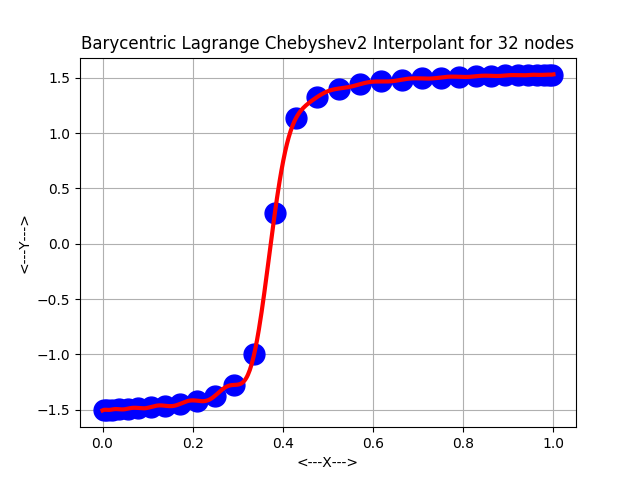 Barycentric Lagrange Chebyshev2 Interpolant for 32 nodes
1.5
1.0
0.5
0.0
−0.5
−1.0
−1.5
<---Y--->
0.0 0.2 0.4 0.6 0.8 1.0
<---X--->